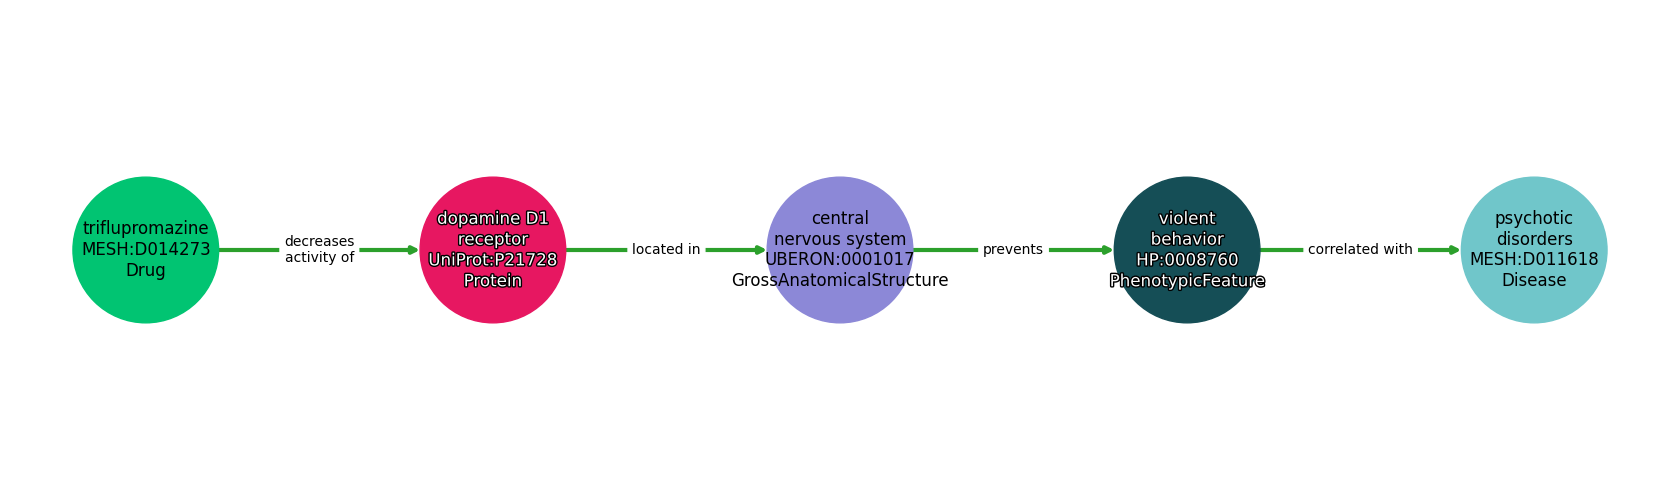 triflupromazine
MESH:D014273
Drug
decreases
activity of
dopamine D1
receptor
UniProt:P21728
Protein
located in
central
nervous system
UBERON:0001017
GrossAnatomicalStructure
prevents
violent
behavior
HP:0008760
PhenotypicFeature
correlated with
psychotic
disorders
MESH:D011618
Disease